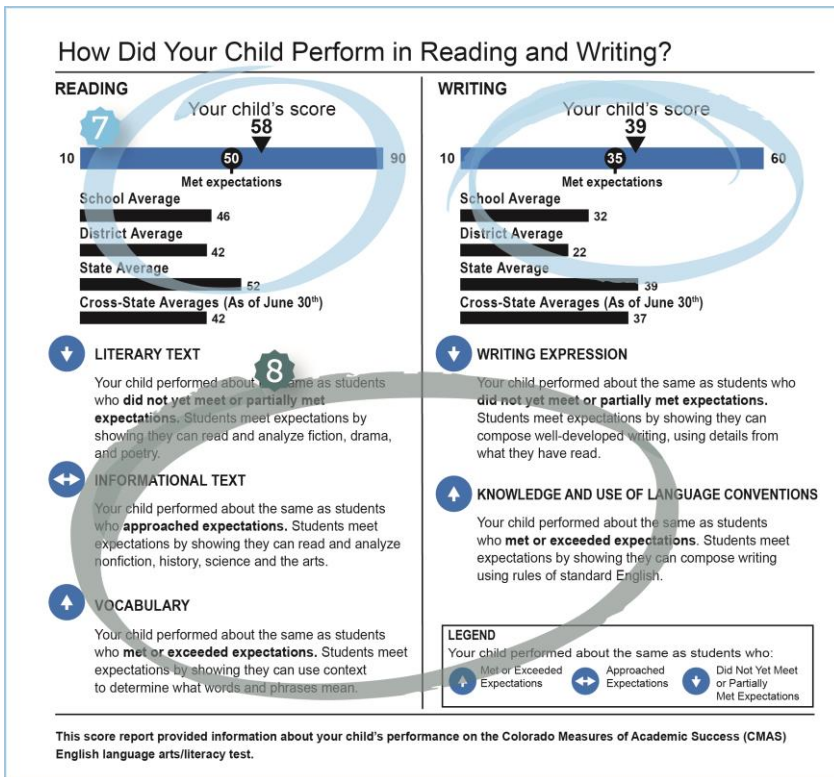 How Did Your Child Perform in Reading and Writing?
READING
7
Your child's score
58
10
50
90
Met expectations
School Average
46
District Average
42
State Average
52
Cross-State Averages (As of June 30th)
42
8
LITERARY TEXT
Your child performed about the same as students
who did not yet meet or partially met
expectations. Students meet expectations by
showing they can read and analyze fiction, drama,
and poetry.
INFORMATIONAL TEXT
Your child performed about the same as students
who approached expectations. Students meet
expectations by showing they can read and analyze
nonfiction, history, science and the arts.
VOCABULARY
Your child performed about the same as students
who met or exceeded expectations. Students meet
expectations by showing they can use context
to determine what words and phrases mean.
WRITING
Your child's score
39
10
35
60
Met expectations
School Average
32
District Average
22
State Average
39
Cross-State Averages (As of June 30th)
37
WRITING EXPRESSION
Your child performed about the same as students who
did not yet meet or partially met expectations.
Students meet expectations by showing they can
compose well-developed writing, using details from
what they have read.
KNOWLEDGE AND USE OF LANGUAGE CONVENTIONS
Your child performed about the same as students
who met or exceeded expectations. Students meet
expectations by showing they can compose writing
using rules of standard English.
LEGEND
Your child performed about the same as students who:
Met or Exceeded
Expectations
Approached
Expectations
Did Not Yet Meet
or Partially
Met Expectations
This score report provided information about your child's performance on the Colorado Measures of Academic Success (CMAS)
English language arts/literacy test.